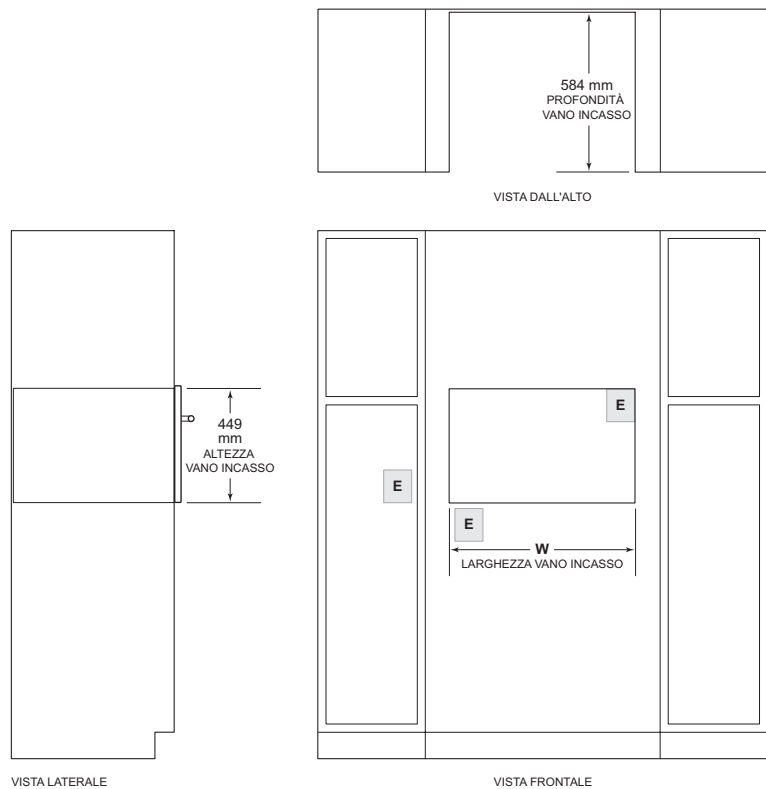 584 mm
PROFONDITÀ
VANO INCASSO
VISTA DALL'ALTO
449
mm
ALTEZZA
VANO INCASSO
E
E
E
W
LARGHEZZA VANO INCASSO
VISTA LATERALE
VISTA FRONTALE